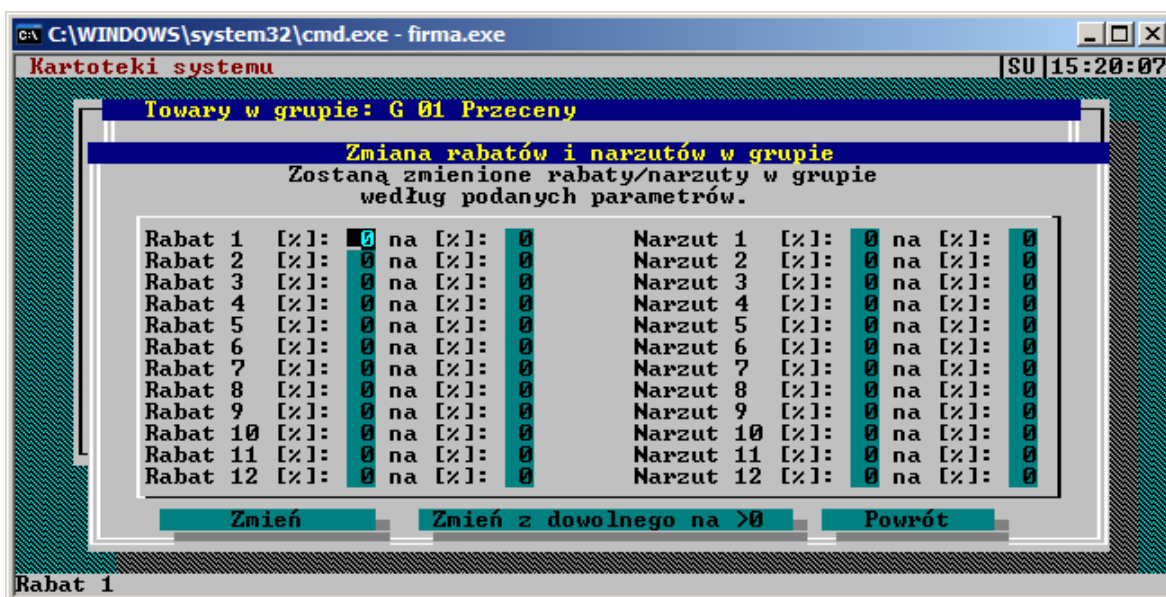 C:\WINDOWS\system32\cmd.exe - firma.exe
Kartoteki systemu |SU|15:20:07
Towary w grupie: G 01 Przeceny
Zmiana rabatów i narzutów w grupie
Zostaną zmienione rabaty/narzuty w grupie
według podanych parametrów.
Rabat 1 [%]: 0 na [%]: 0 Narzut 1 [%]: 0 na [%]: 0
Rabat 2 [%]: 0 na [%]: 0 Narzut 2 [%]: 0 na [%]: 0
Rabat 3 [%]: 0 na [%]: 0 Narzut 3 [%]: 0 na [%]: 0
Rabat 4 [%]: 0 na [%]: 0 Narzut 4 [%]: 0 na [%]: 0
Rabat 5 [%]: 0 na [%]: 0 Narzut 5 [%]: 0 na [%]: 0
Rabat 6 [%]: 0 na [%]: 0 Narzut 6 [%]: 0 na [%]: 0
Rabat 7 [%]: 0 na [%]: 0 Narzut 7 [%]: 0 na [%]: 0
Rabat 8 [%]: 0 na [%]: 0 Narzut 8 [%]: 0 na [%]: 0
Rabat 9 [%]: 0 na [%]: 0 Narzut 9 [%]: 0 na [%]: 0
Rabat 10 [%]: 0 na [%]: 0 Narzut 10 [%]: 0 na [%]: 0
Rabat 11 [%]: 0 na [%]: 0 Narzut 11 [%]: 0 na [%]: 0
Rabat 12 [%]: 0 na [%]: 0 Narzut 12 [%]: 0 na [%]: 0
Zmień Zmień z dowolnego na >0 Powrót
Rabat 1